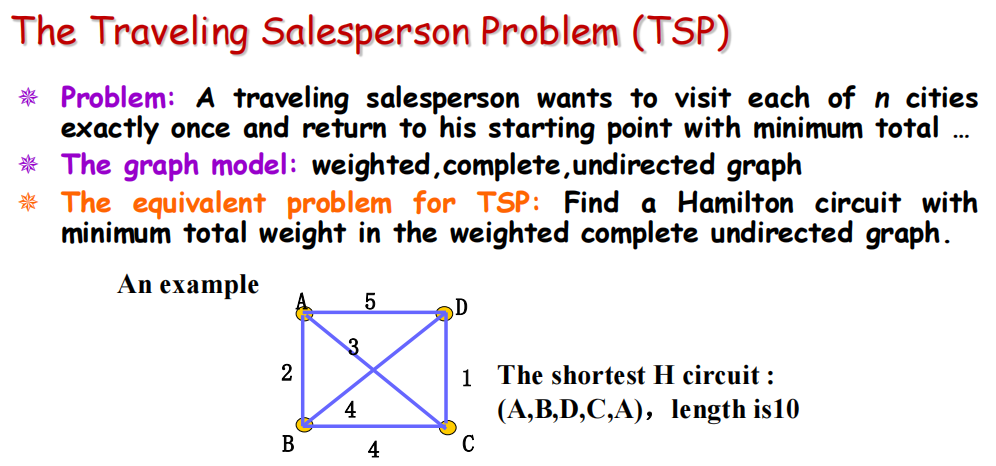 The Traveling Salesperson Problem (TSP)
Problem: A traveling salesperson wants to visit each of n cities
exactly once and return to his starting point with minimum total …
The graph model: weighted,complete,undirected graph
The equivalent problem for TSP: Find a Hamilton circuit with
minimum total weight in the weighted complete undirected graph.
An example
A 5 D
3
2 1
4
B 4 C
The shortest H circuit :
(A,B,D,C,A)，length is10